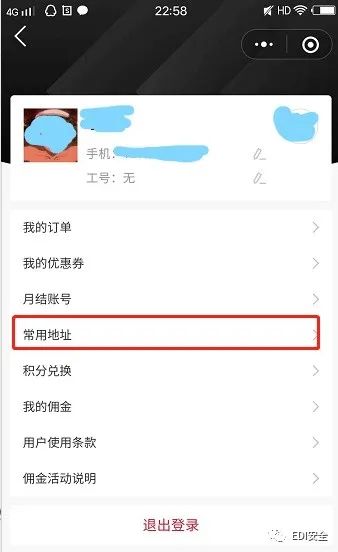 4G 22:58 HD
手机：
工号：无
我的订单
我的优惠券
月结账号
常用地址
积分兑换
我的佣金
用户使用条款
佣金活动说明
退出登录
EDI安全